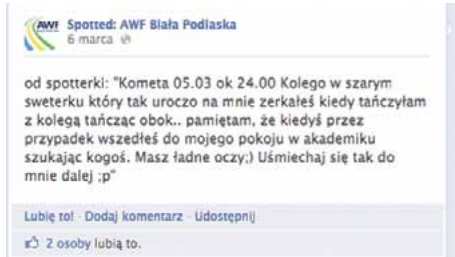 AWF Spotted: AWF Biała Podlaska
6 marca
od spotterki: "Kometa 05.03 ok 24.00 Kolego w szarym
sweterku który tak uroczo na mnie zerkałeś kiedy tańczyłam
z kolegą tańcząc obok.. pamiętam, że kiedyś przez
przypadek wszedłeś do mojego pokoju w akademiku
szukając kogoś. Masz ładne oczy;) Uśmiechaj się tak do
mnie dalej ;p"
Lubię to! · Dodaj komentarz · Udostępnij
2 osoby lubią to.